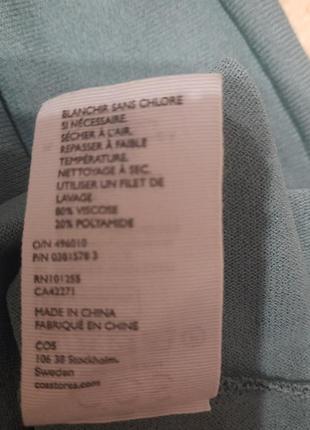 BLANCHIR SANS CHLORE
SI NÉCESSAIRE.
SÉCHER À L'AIR.
REPASSER À FAIBLE
TEMPÉRATURE.
NETTOYAGE À SEC.
UTILISER UN FILET DE
LAVAGE
80% VISCOSE
20% POLYAMIDE
O/N 496010
P/N 0381578 3
RN101255
CA42271
MADE IN CHINA
FABRIQUÉ EN CHINE
COS
106 38 Stockholm.
Sweden
cosstores.com